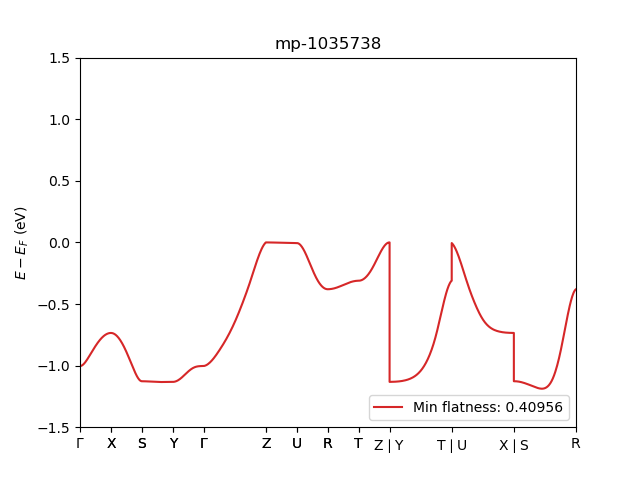 mp-1035738
E − E_F (eV)
1.5
1.0
0.5
0.0
−0.5
−1.0
−1.5
Γ X S Y Γ Z U R T Z | Y T | U X | S R
Min flatness: 0.40956